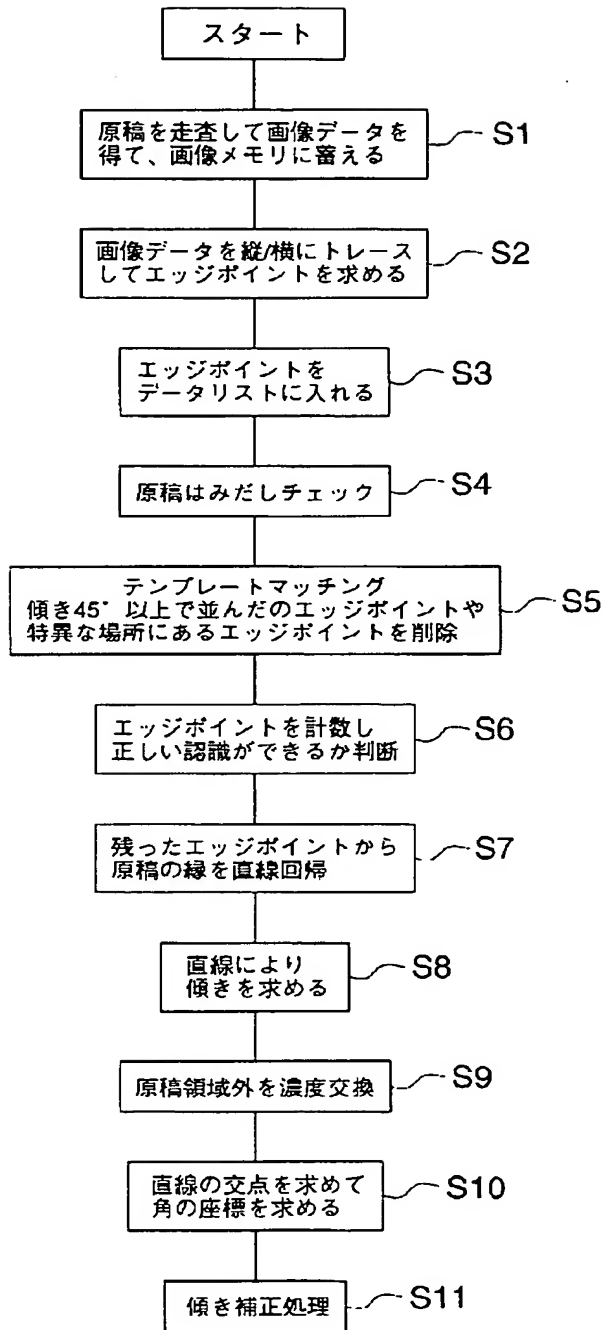 スタート
原稿を走査して画像データを
得て、画像メモリに蓄える
S1
画像データを縦/横にトレース
してエッジポイントを求める
S2
エッジポイントを
データリストに入れる
S3
原稿はみだしチェック
S4
テンプレートマッチング
傾き45°以上で並んだのエッジポイントや
特異な場所にあるエッジポイントを削除
S5
エッジポイントを計数し
正しい認識ができるか判断
S6
残ったエッジポイントから
原稿の縁を直線回帰
S7
直線により
傾きを求める
S8
原稿領域外を濃度交換
S9
直線の交点を求めて
角の座標を求める
S10
傾き補正処理
S11